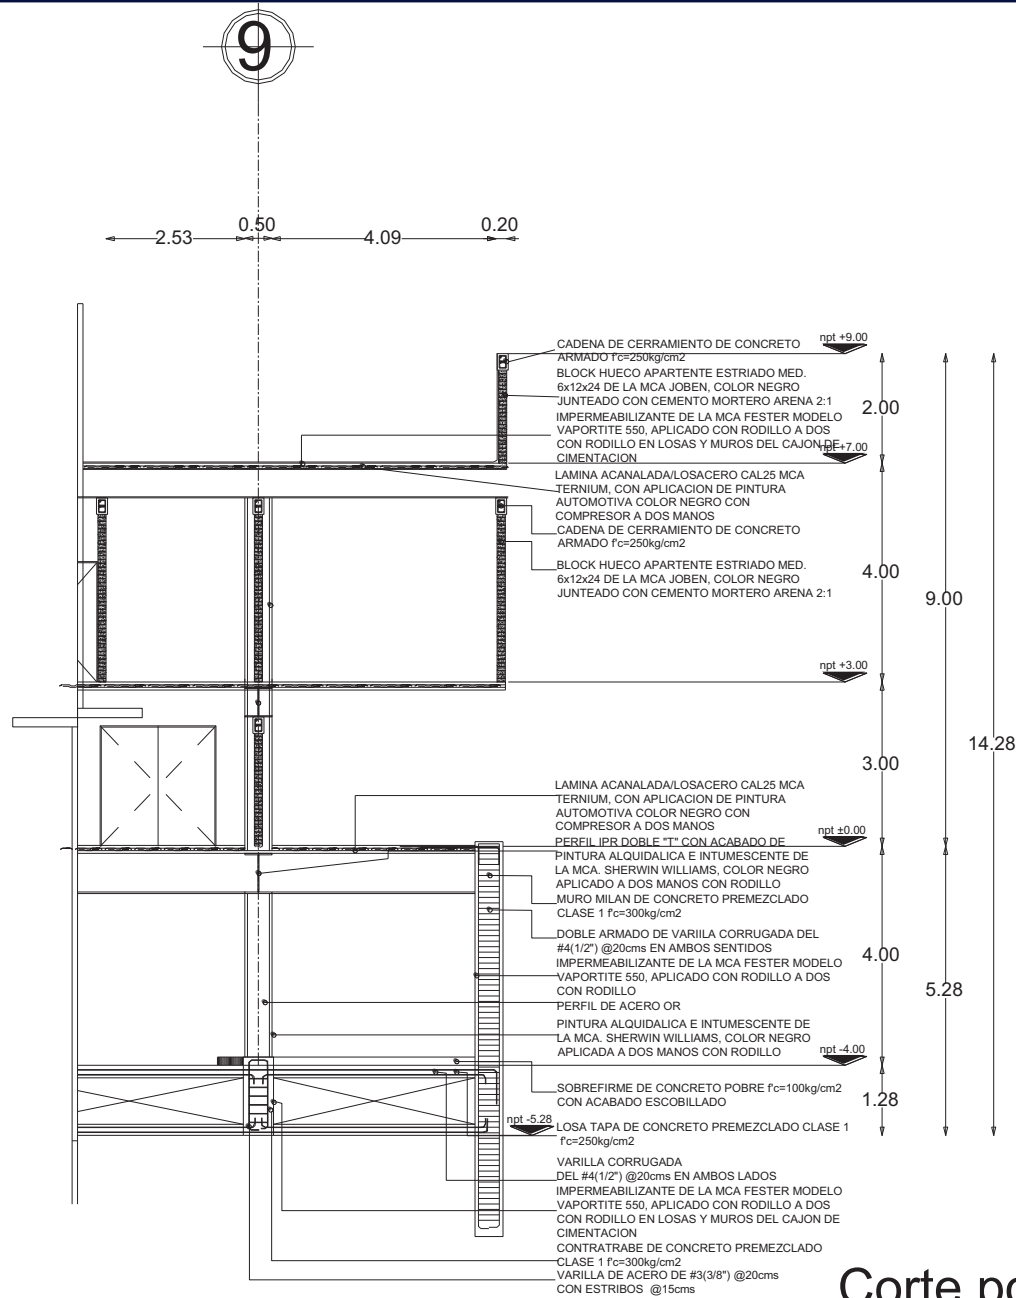 9
0.50
0.20
2.53
4.09
npt +9.00
CADENA DE CERRAMIENTO DE CONCRETO
ARMADO f'c=250kg/cm2
BLOCK HUECO APARTENTE ESTRIADO MED.
6x12x24 DE LA MCA JOBEN, COLOR NEGRO
JUNTEADO CON CEMENTO MORTERO ARENA 2:1
2.00
IMPERMEABILIZANTE DE LA MCA FESTER MODELO
VAPORTITE 550, APLICADO CON RODILLO A DOS
CON RODILLO EN LOSAS Y MUROS DEL CAJON DE
CIMENTACION
npt +7.00
LAMINA ACANALADA/LOSACERO CAL25 MCA
TERNIUM, CON APLICACION DE PINTURA
AUTOMOTIVA COLOR NEGRO CON
COMPRESOR A DOS MANOS
CADENA DE CERRAMIENTO DE CONCRETO
ARMADO f'c=250kg/cm2
BLOCK HUECO APARTENTE ESTRIADO MED.
6x12x24 DE LA MCA JOBEN, COLOR NEGRO
JUNTEADO CON CEMENTO MORTERO ARENA 2:1
4.00
9.00
npt +3.00
14.28
3.00
LAMINA ACANALADA/LOSACERO CAL25 MCA
TERNIUM, CON APLICACION DE PINTURA
AUTOMOTIVA COLOR NEGRO CON
COMPRESOR A DOS MANOS
npt ±0.00
PERFIL IPR DOBLE "T" CON ACABADO DE
PINTURA ALQUIDALICA E INTUMESCENTE DE
LA MCA. SHERWIN WILLIAMS, COLOR NEGRO
APLICADO A DOS MANOS CON RODILLO
MURO MILAN DE CONCRETO PREMEZCLADO
CLASE 1 f'c=300kg/cm2
DOBLE ARMADO DE VARIILA CORRUGADA DEL
#4(1/2") @20cms EN AMBOS SENTIDOS
IMPERMEABILIZANTE DE LA MCA FESTER MODELO
VAPORTITE 550, APLICADO CON RODILLO A DOS
CON RODILLO
4.00
5.28
PERFIL DE ACERO OR
PINTURA ALQUIDALICA E INTUMESCENTE DE
LA MCA. SHERWIN WILLIAMS, COLOR NEGRO
APLICADA A DOS MANOS CON RODILLO
npt -4.00
SOBREFIRME DE CONCRETO POBRE f'c=100kg/cm2
CON ACABADO ESCOBILLADO
1.28
npt -5.28
LOSA TAPA DE CONCRETO PREMEZCLADO CLASE 1
f'c=250kg/cm2
VARILLA CORRUGADA
DEL #4(1/2") @20cms EN AMBOS LADOS
IMPERMEABILIZANTE DE LA MCA FESTER MODELO
VAPORTITE 550, APLICADO CON RODILLO A DOS
CON RODILLO EN LOSAS Y MUROS DEL CAJON DE
CIMENTACION
CONTRATRABE DE CONCRETO PREMEZCLADO
CLASE 1 f'c=300kg/cm2
VARILLA DE ACERO DE #3(3/8") @20cms
CON ESTRIBOS @15cms
Corte po